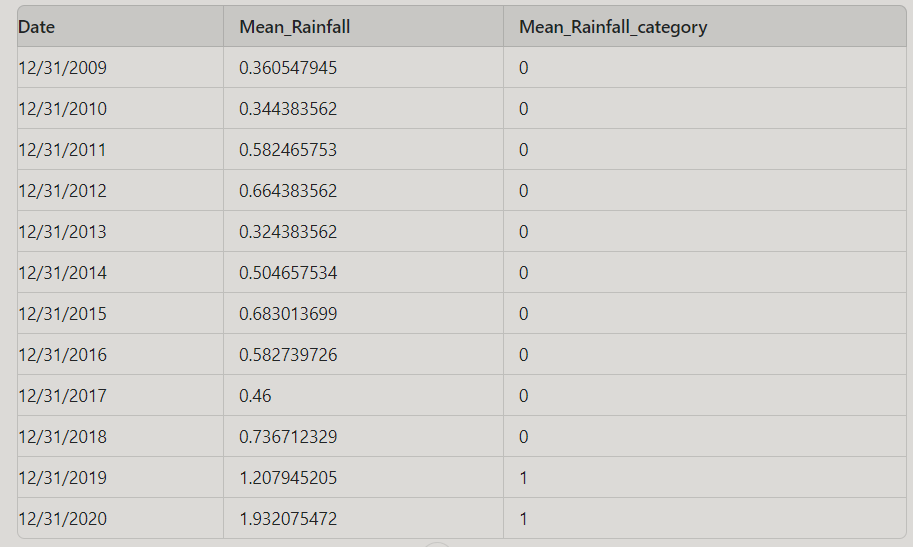 Date Mean_Rainfall Mean_Rainfall_category
12/31/2009 0.360547945 0
12/31/2010 0.344383562 0
12/31/2011 0.582465753 0
12/31/2012 0.664383562 0
12/31/2013 0.324383562 0
12/31/2014 0.504657534 0
12/31/2015 0.683013699 0
12/31/2016 0.582739726 0
12/31/2017 0.46 0
12/31/2018 0.736712329 0
12/31/2019 1.207945205 1
12/31/2020 1.932075472 1